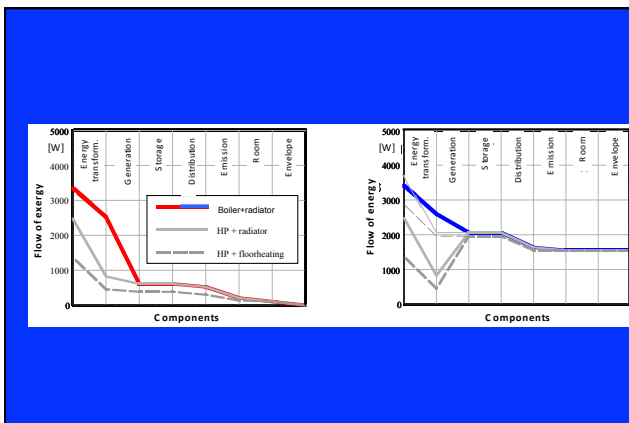 5000
[W]
4000
3000
2000
1000
0
Flow of exergy
Energy
transform.
Generation
Storage
Distribution
Emission
Room
Envelope
Boiler+radiator
HP + radiator
HP + floorheating
Components
5000
[W]
4000
3000
2000
1000
0
Flow of energy
Energy
transform.
Generation
Storage
Distribution
Emission
Room
Envelope
Components